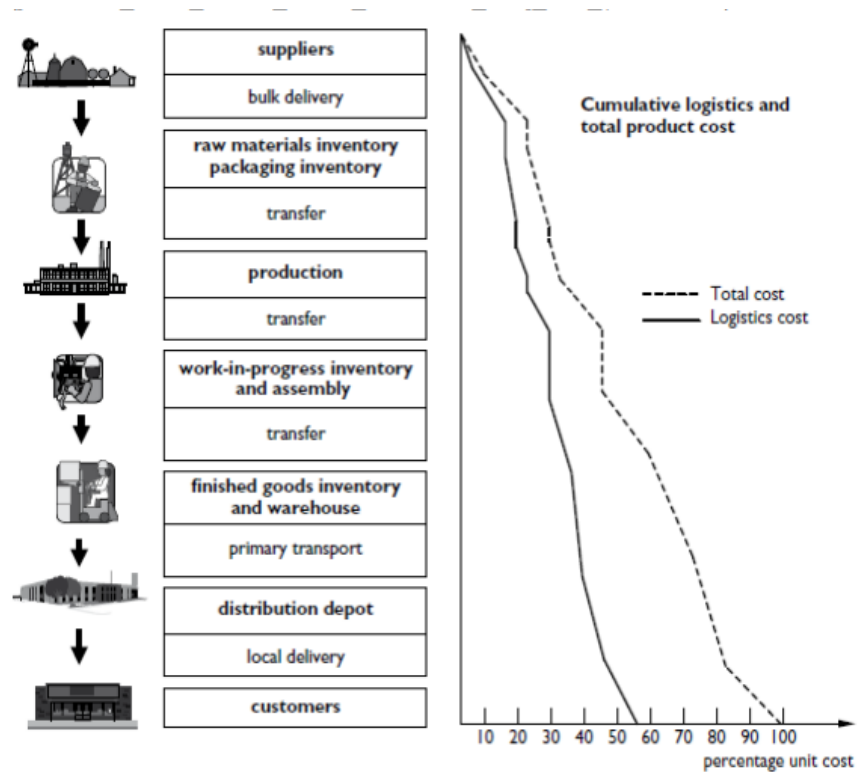 suppliers
bulk delivery
raw materials inventory
packaging inventory
transfer
production
transfer
work-in-progress inventory
and assembly
transfer
finished goods inventory
and warehouse
primary transport
distribution depot
local delivery
customers
Cumulative logistics and
total product cost
Total cost
Logistics cost
10 20 30 40 50 60 70 80 90 100
percentage unit cost